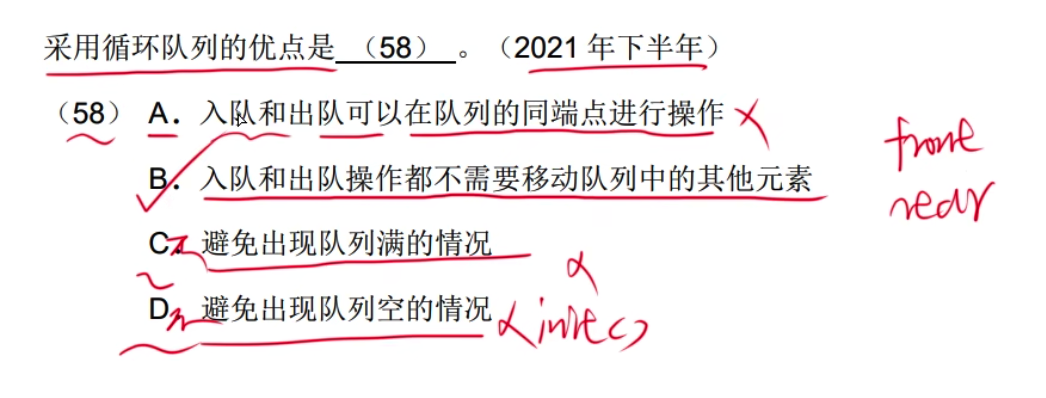 采用循环队列的优点是 （58） 。（2021 年下半年）
（58） A．入队和出队可以在队列的同端点进行操作
B．入队和出队操作都不需要移动队列中的其他元素
C．避免出现队列满的情况
D．避免出现队列空的情况
front
rear